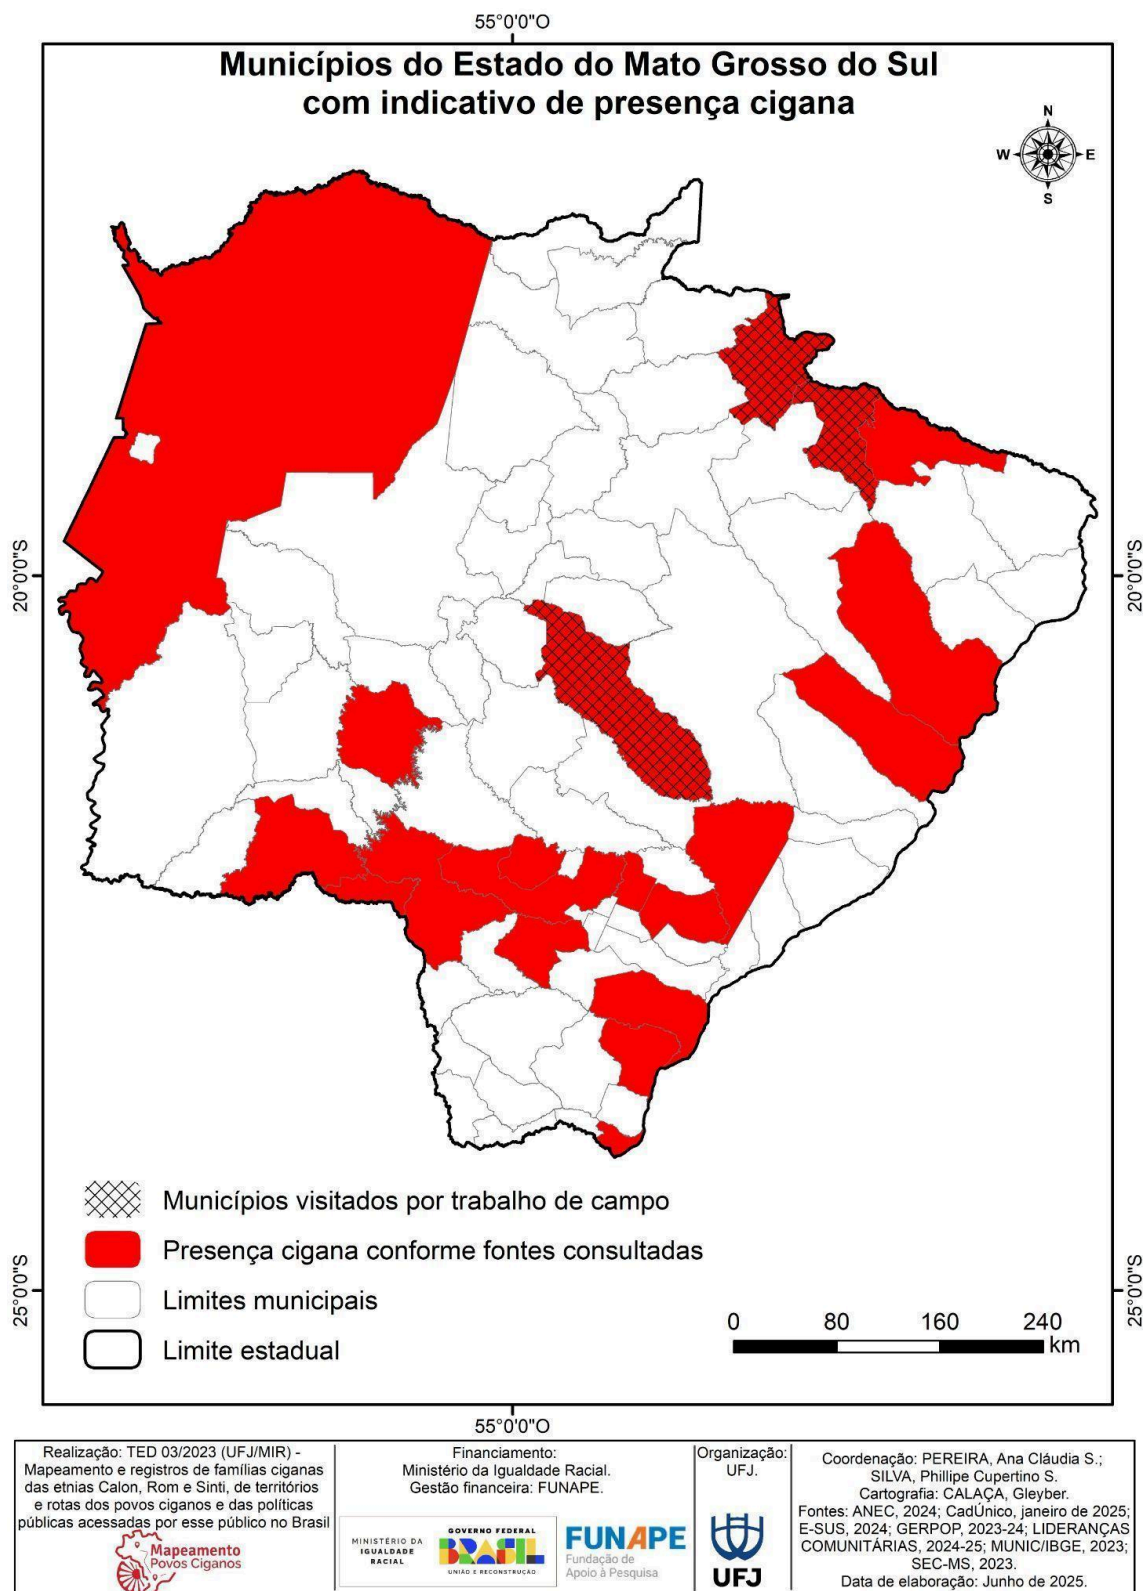 55°0'0"O
Municípios do Estado do Mato Grosso do Sul
com indicativo de presença cigana
N
W E
S
20°0'0"S
20°0'0"S
Municípios visitados por trabalho de campo
Presença cigana conforme fontes consultadas
Limites municipais
Limite estadual
25°0'0"S
25°0'0"S
0 80 160 240
km
55°0'0"O
Realização: TED 03/2023 (UFJ/MIR) -
Mapeamento e registros de famílias ciganas
das etnias Calon, Rom e Sinti, de territórios
e rotas dos povos ciganos e das políticas
públicas acessadas por esse público no Brasil
Mapeamento
Povos Ciganos
Financiamento:
Ministério da Igualdade Racial.
Gestão financeira: FUNAPE.
MINISTÉRIO DA
IGUALDADE
RACIAL
GOVERNO FEDERAL
BRASIL
UNIÃO E RECONSTRUÇÃO
FUNAPE
Fundação de
Apoio à Pesquisa
Organização:
UFJ.
UFJ
Coordenação: PEREIRA, Ana Cláudia S.;
SILVA, Phillipe Cupertino S.
Cartografia: CALAÇA, Gleyber.
Fontes: ANEC, 2024; CadÚnico, janeiro de 2025;
E-SUS, 2024; GERPOP, 2023-24; LIDERANÇAS
COMUNITÁRIAS, 2024-25; MUNIC/IBGE, 2023;
SEC-MS, 2023.
Data de elaboração: Junho de 2025.